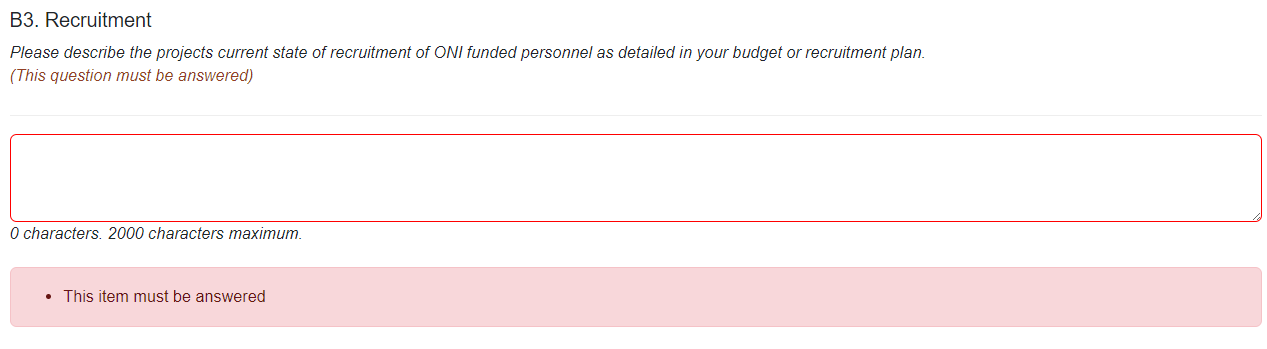 B3. Recruitment
Please describe the projects current state of recruitment of ONI funded personnel as detailed in your budget or recruitment plan.
(This question must be answered)
0 characters. 2000 characters maximum.
• This item must be answered